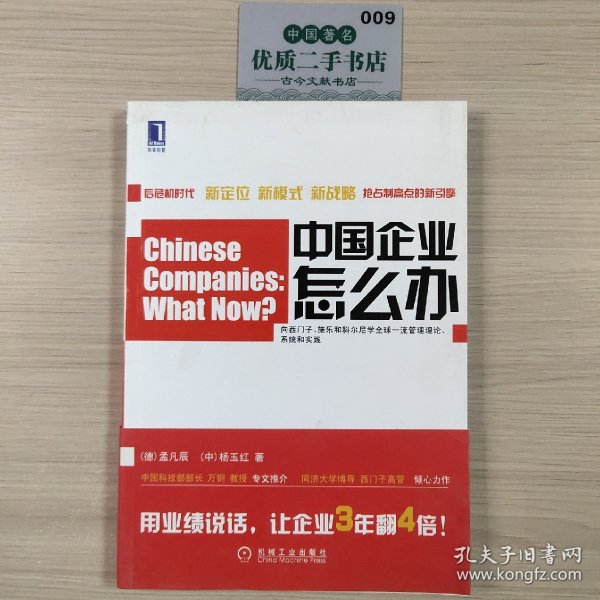 009
中国著名
优质二手书店
古今文献书店
华章经管
后危机时代 新定位 新模式 新战略 抢占制高点的新引擎
Chinese
Companies:
What Now?
中国企业
怎么办
向西门子、施乐和科尔尼学全球一流管理理论、
系统和实践
(德)孟凡辰 (中)杨玉红 著
中国科技部部长 万钢 教授 专文推介 同济大学博导 西门子高管 倾心力作
用业绩说话，让企业3年翻4倍！
机械工业出版社
China Machine Press
孔夫子旧书网
www.kongfz.com